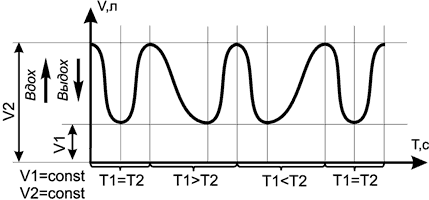 V,л
Вдох
Выдох
V2
V1
T,c
V1=const
V2=const
T1=T2
T1>T2
T1<T2
T1=T2